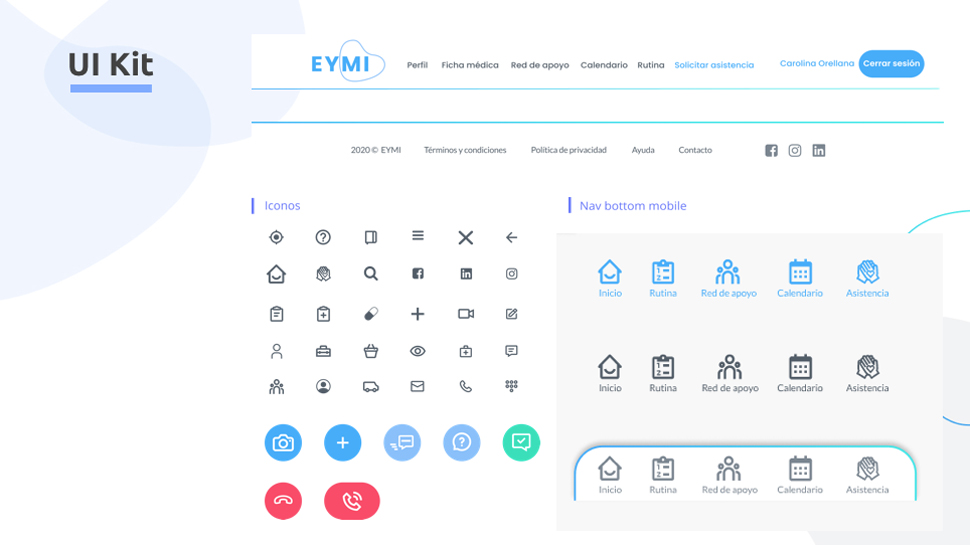 UI Kit
EYMI
Perfil Ficha médica Red de apoyo Calendario Rutina Solicitar asistencia Carolina Orellana Cerrar sesión
2020 © EYMI Términos y condiciones Política de privacidad Ayuda Contacto
Iconos
Nav bottom mobile
Inicio Rutina Red de apoyo Calendario Asistencia
Inicio Rutina Red de apoyo Calendario Asistencia
Inicio Rutina Red de apoyo Calendario Asistencia